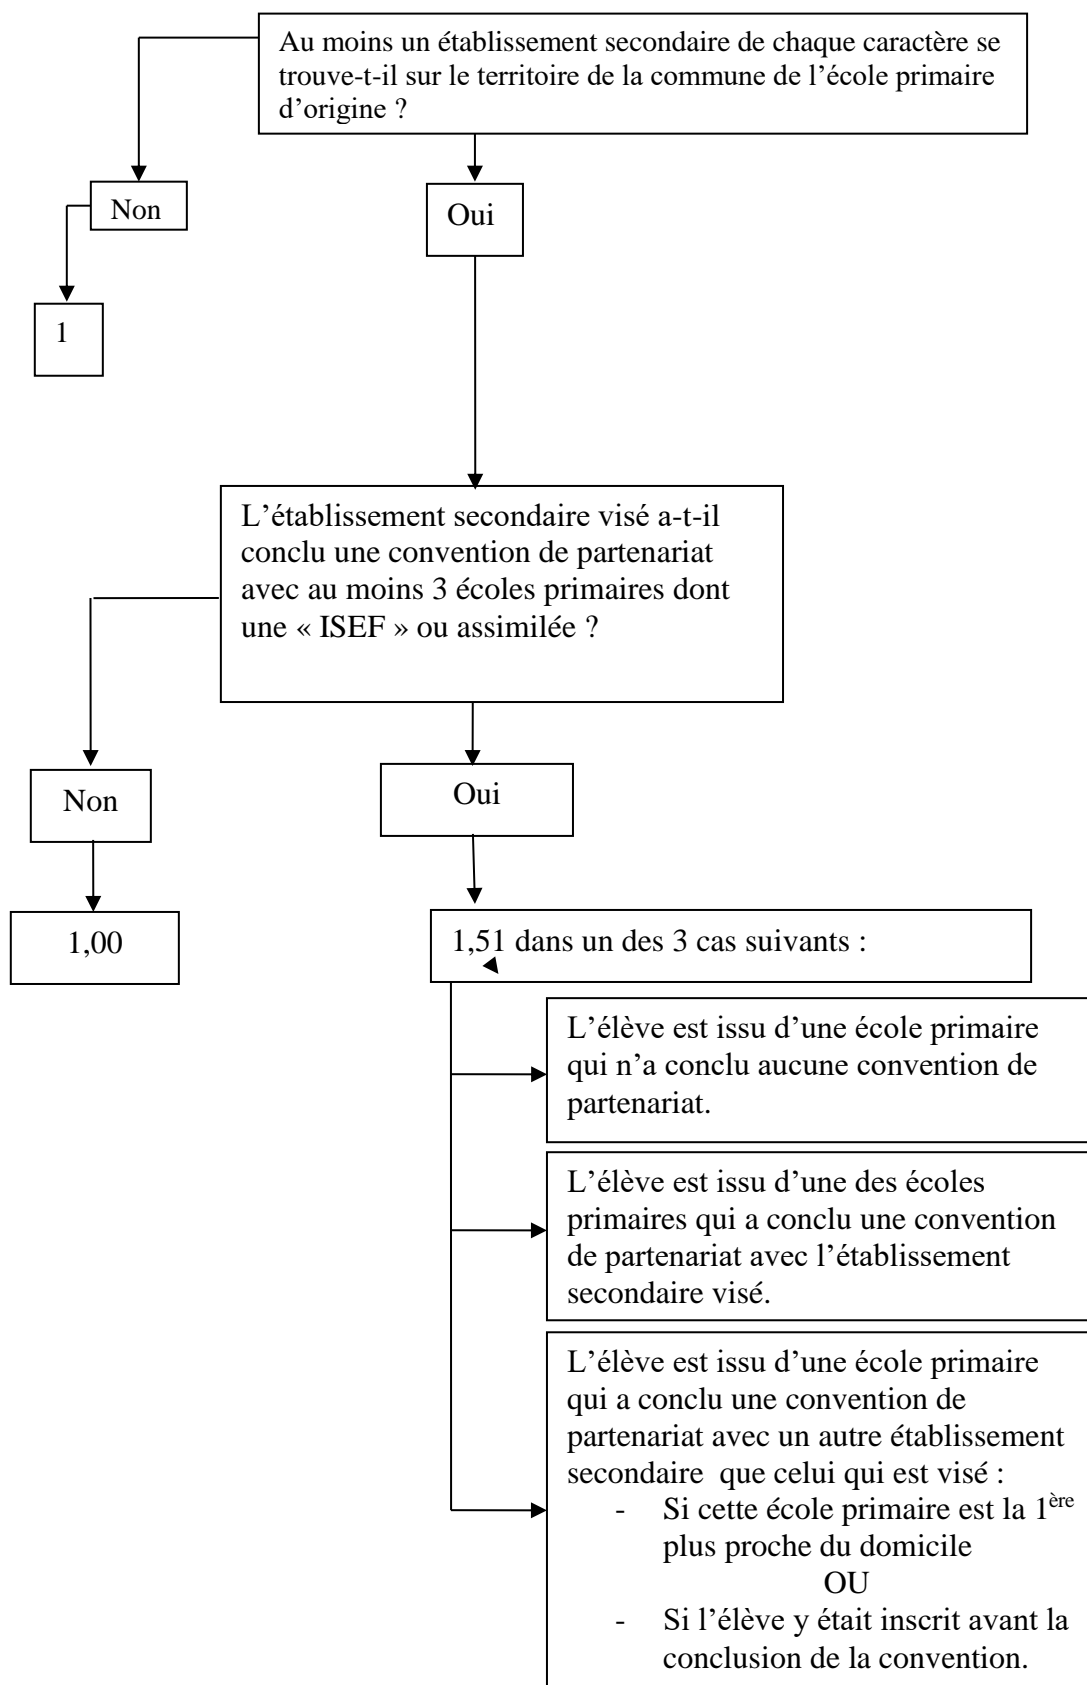 Au moins un établissement secondaire de chaque caractère se
trouve-t-il sur le territoire de la commune de l’école primaire
d’origine ?
Non
Oui
1
L’établissement secondaire visé a-t-il
conclu une convention de partenariat
avec au moins 3 écoles primaires dont
une « ISEF » ou assimilée ?
Non
Oui
1,00
1,51 dans un des 3 cas suivants :
L’élève est issu d’une école primaire
qui n’a conclu aucune convention de
partenariat.
L’élève est issu d’une des écoles
primaires qui a conclu une convention
de partenariat avec l’établissement
secondaire visé.
L’élève est issu d’une école primaire
qui a conclu une convention de
partenariat avec un autre établissement
secondaire que celui qui est visé :
- Si cette école primaire est la 1ère
plus proche du domicile
OU
- Si l’élève y était inscrit avant la
conclusion de la convention.